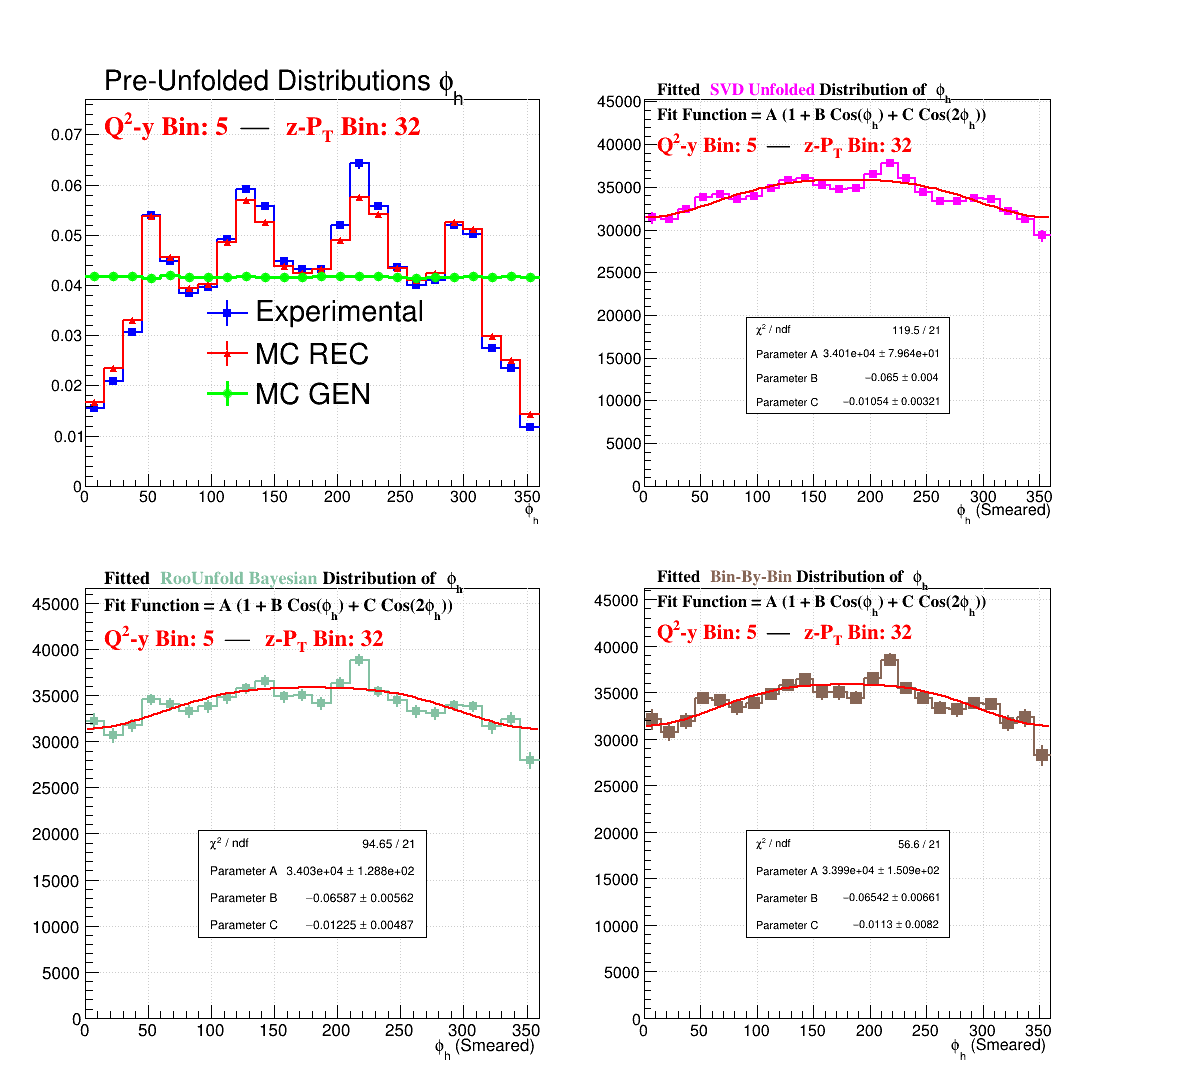 Pre-Unfolded Distributions ϕh
Q2-y Bin: 5 — z-PT Bin: 32
0.07
0.06
0.05
0.04
0.03
0.02
0.01
0
Experimental
MC REC
MC GEN
0 50 100 150 200 250 300 350
ϕh
Fitted SVD Unfolded Distribution of ϕh
Fit Function = A (1 + B Cos(ϕh) + C Cos(2ϕh))
Q2-y Bin: 5 — z-PT Bin: 32
45000
40000
35000
30000
25000
20000
15000
10000
5000
0
χ2 / ndf 119.5 / 21
Parameter A 3.401e+04 ± 7.964e+01
Parameter B −0.065 ± 0.004
Parameter C −0.01054 ± 0.00321
0 50 100 150 200 250 300 350
ϕh (Smeared)
Fitted RooUnfold Bayesian Distribution of ϕh
Fit Function = A (1 + B Cos(ϕh) + C Cos(2ϕh))
Q2-y Bin: 5 — z-PT Bin: 32
45000
40000
35000
30000
25000
20000
15000
10000
5000
0
χ2 / ndf 94.65 / 21
Parameter A 3.403e+04 ± 1.288e+02
Parameter B −0.06587 ± 0.00562
Parameter C −0.01225 ± 0.00487
0 50 100 150 200 250 300 350
ϕh (Smeared)
Fitted Bin-By-Bin Distribution of ϕh
Fit Function = A (1 + B Cos(ϕh) + C Cos(2ϕh))
Q2-y Bin: 5 — z-PT Bin: 32
45000
40000
35000
30000
25000
20000
15000
10000
5000
0
χ2 / ndf 56.6 / 21
Parameter A 3.399e+04 ± 1.509e+02
Parameter B −0.06542 ± 0.00661
Parameter C −0.0113 ± 0.0082
0 50 100 150 200 250 300 350
ϕh (Smeared)